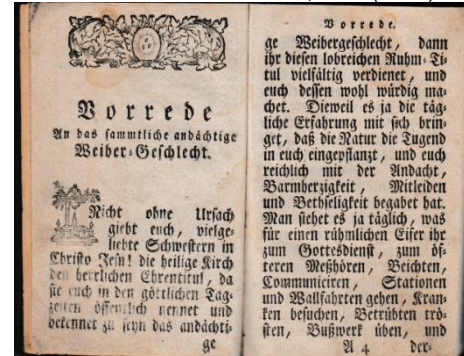 Vorrede
An das sammtliche andächtige
Weiber-Geschlecht.
Nicht ohne Ursach
giebt euch, vielge-
liebte Schwestern in
Christo Jesu! die heilige Kirch
den herrlichen Ehrentitul, da
sie euch in den göttlichen Tag-
zeiten öffentlich nennet und
bekennet zu seyn das andächti-
ge
Vorrede.
ge Weibergeschlecht, dann
ihr diesen lobreichen Ruhm-Ti-
tul vielfältig verdienet, und
euch dessen wohl würdig ma-
chet. Dieweil es ja die täg-
liche Erfahrung mit sich brin-
get, daß die Natur die Tugend
in euch eingepflanzt, und euch
reichlich mit der Andacht,
Barmherzigkeit, Mitleiden
und Bethseligkeit begabet hat.
Man siehet es ja täglich, was
für einen rühmlichen Eifer ihr
zum Gottesdienst, zum öf-
teren Meßhören, Beichten,
Communiciren, Stationen
und Wallfahrten gehen, Kran-
ken besuchen, Betrübten trö-
sten, Bußwerk üben, und
A 4 der-